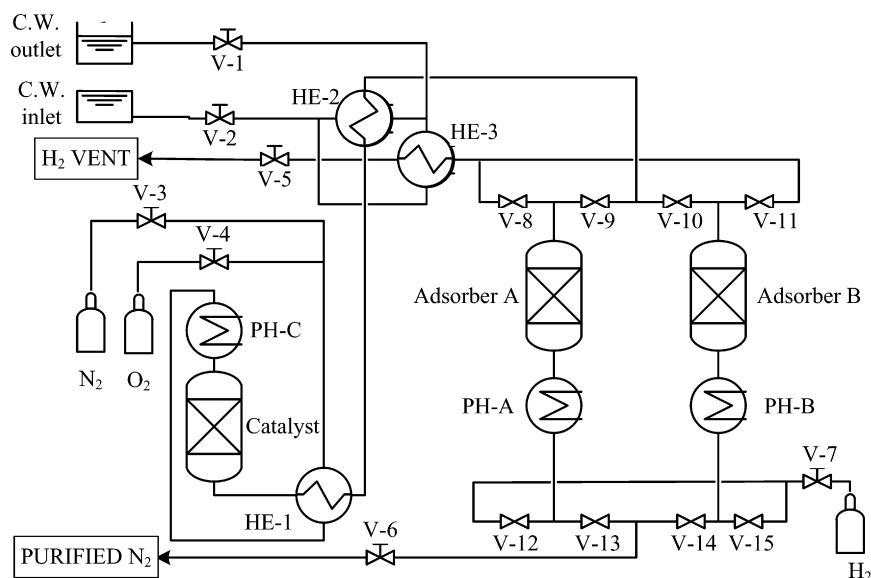 C.W.
outlet
V-1
C.W.
inlet
V-2
HE-2
HE-3
H₂ VENT
V-5
V-3
V-4
V-8
V-9
V-10
V-11
Adsorber A
Adsorber B
PH-C
N₂
O₂
PH-A
PH-B
Catalyst
V-7
HE-1
V-6
V-12
V-13
V-14
V-15
PURIFIED N₂
H₂